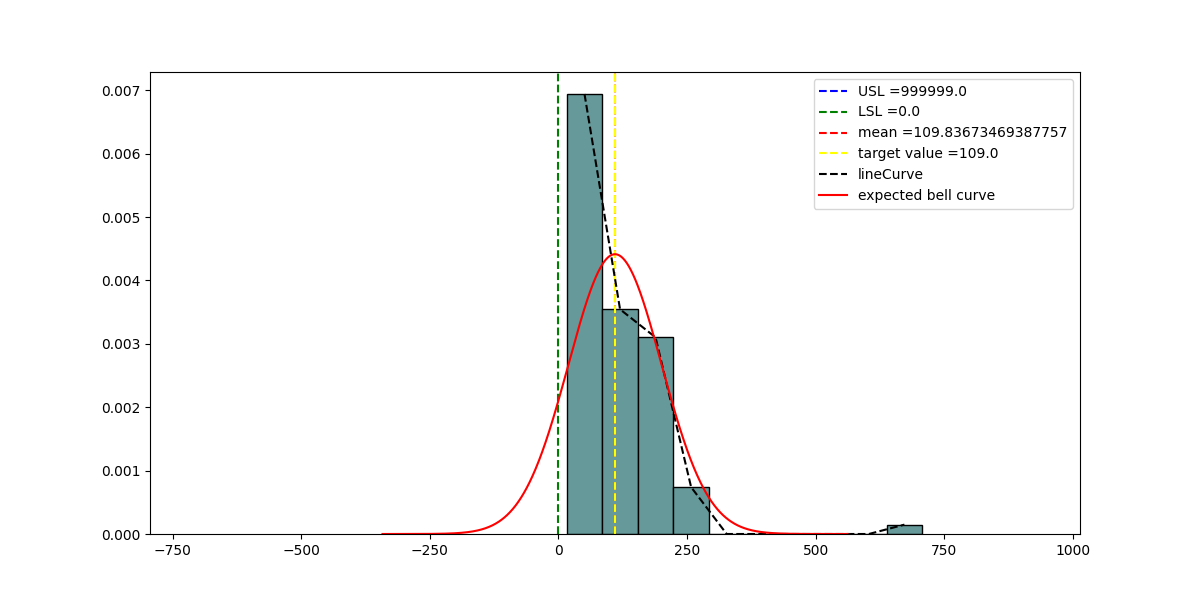 0.007
0.006
0.005
0.004
0.003
0.002
0.001
0.000
−750
−500
−250
0
250
500
750
1000
USL =999999.0
LSL =0.0
mean =109.83673469387757
target value =109.0
lineCurve
expected bell curve